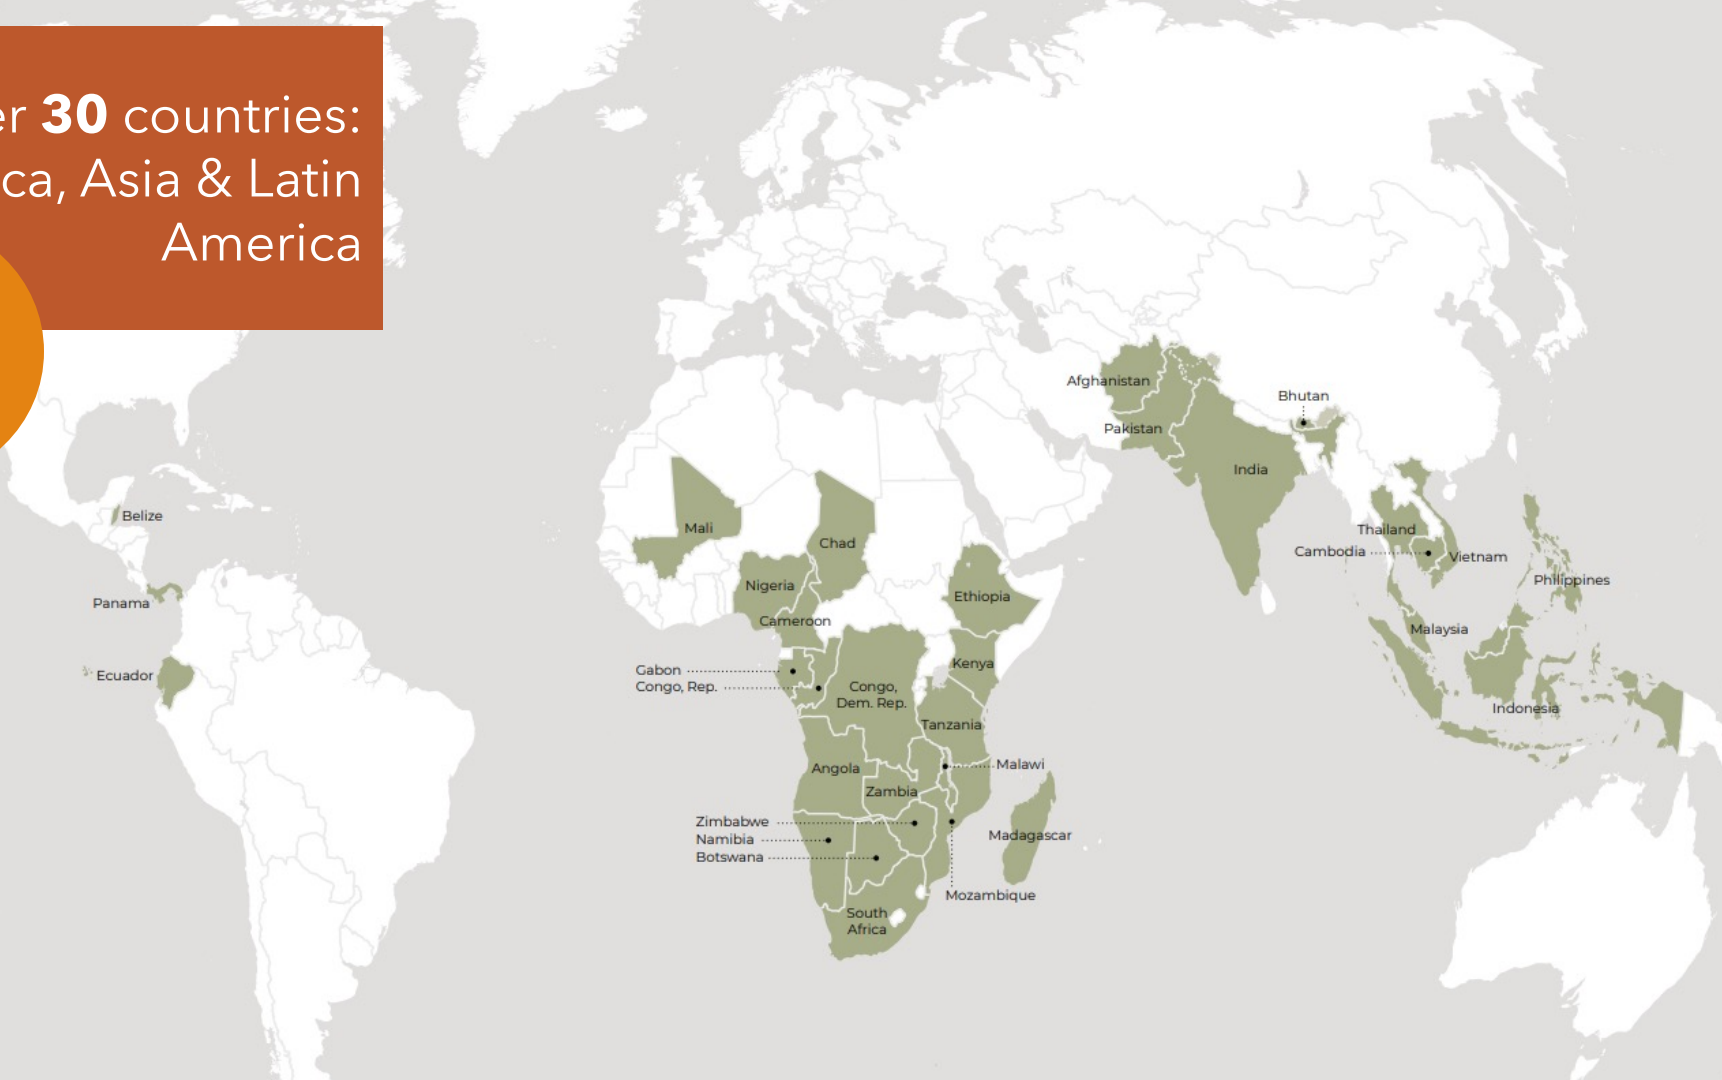 30 countries:
Asia & Latin
America
Afghanistan
Bhutan
Pakistan
India
Belize
Mali
Thailand
Chad
Cambodia
Vietnam
Nigeria
Philippines
Ethiopia
Panama
Cameroon
Malaysia
Kenya
Gabon
Ecuador
Congo, Rep.
Congo,
Dem. Rep.
Indonesia
Tanzania
Malawi
Angola
Zambia
Zimbabwe
Madagascar
Namibia
Botswana
Mozambique
South
Africa